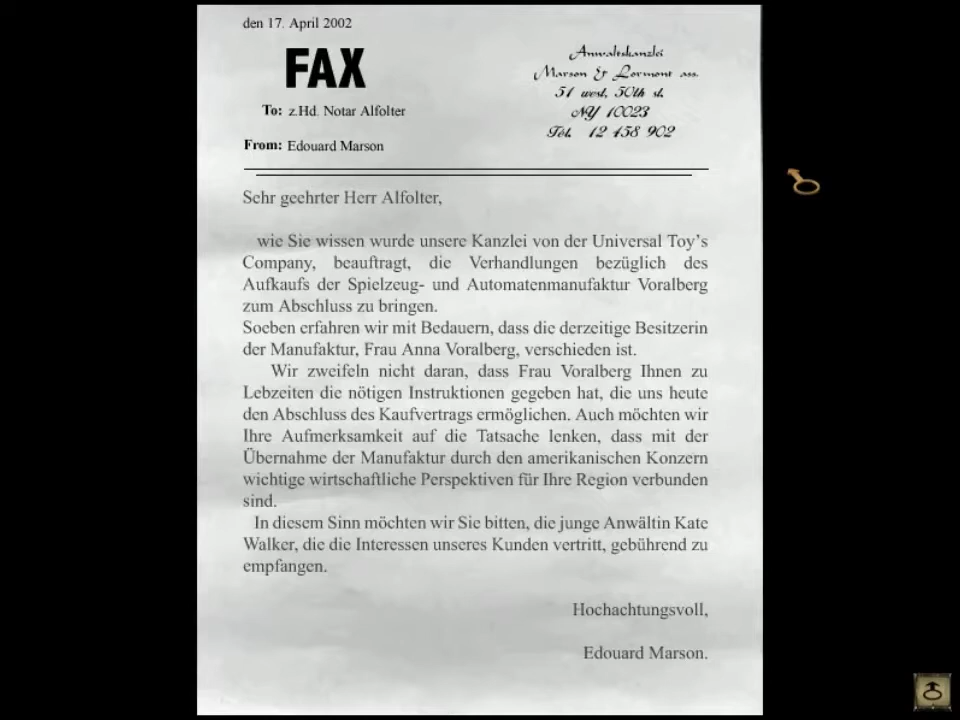 den 17. April 2002
FAX
To: z.Hd. Notar Alfolter
From: Edouard Marson
Anwaltskanzlei
Marson & Lormont ass.
51 west, 50th st.
NY 10023
Tél. 12 458 902
Sehr geehrter Herr Alfolter,
wie Sie wissen wurde unsere Kanzlei von der Universal Toy's
Company, beauftragt, die Verhandlungen bezüglich des
Aufkaufs der Spielzeug- und Automatenmanufaktur Voralberg
zum Abschluss zu bringen.
Soeben erfahren wir mit Bedauern, dass die derzeitige Besitzerin
der Manufaktur, Frau Anna Voralberg, verschieden ist.
Wir zweifeln nicht daran, dass Frau Voralberg Ihnen zu
Lebzeiten die nötigen Instruktionen gegeben hat, die uns heute
den Abschluss des Kaufvertrags ermöglichen. Auch möchten wir
Ihre Aufmerksamkeit auf die Tatsache lenken, dass mit der
Übernahme der Manufaktur durch den amerikanischen Konzern
wichtige wirtschaftliche Perspektiven für Ihre Region verbunden
sind.
In diesem Sinn möchten wir Sie bitten, die junge Anwältin Kate
Walker, die die Interessen unseres Kunden vertritt, gebührend zu
empfangen.
Hochachtungsvoll,
Edouard Marson.